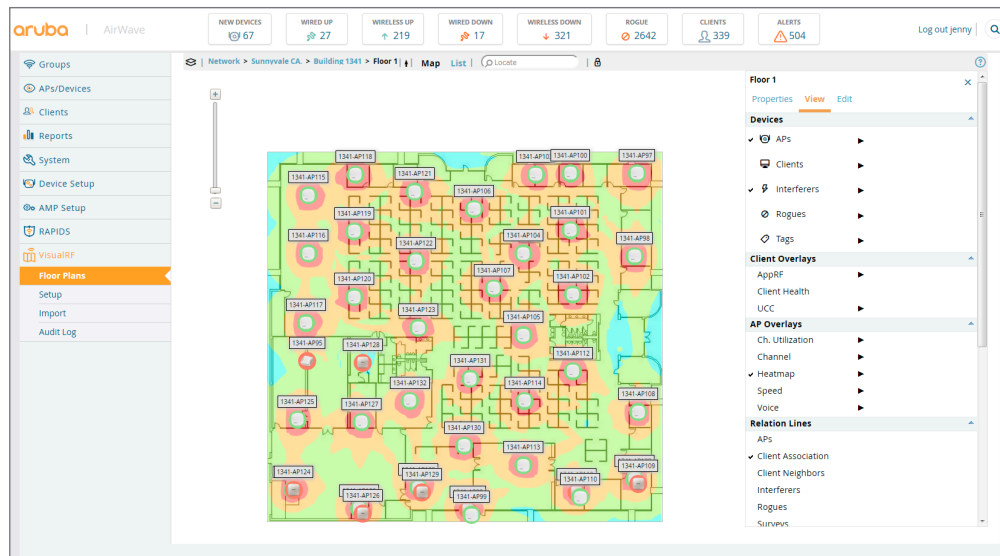 aruba
AirWave
NEW DEVICES
67
WIRED UP
27
WIRELESS UP
219
WIRED DOWN
17
WIRELESS DOWN
321
ROGUE
2642
CLIENTS
339
ALERTS
504
Log out jenny
Groups
APs/Devices
Clients
Reports
System
Device Setup
AMP Setup
RAPIDS
VisualRF
Floor Plans
Setup
Import
Audit Log
Network > Sunnyvale CA. > Building 1341 > Floor 1
Map
List
Locate
1341-AP118
1341-AP100
1341-AP97
1341-AP115
1341-AP121
1341-AP106
1341-AP119
1341-AP101
1341-AP116
1341-AP122
1341-AP104
1341-AP98
1341-AP107
1341-AP120
1341-AP102
1341-AP117
1341-AP123
1341-AP105
1341-AP95
1341-AP128
1341-AP131
1341-AP112
1341-AP132
1341-AP114
1341-AP108
1341-AP125
1341-AP127
1341-AP130
1341-AP113
1341-AP124
1341-AP129
1341-AP109
1341-AP110
1341-AP126
1341-AP99
Floor 1
Properties
View
Edit
Devices
APs
Clients
Interferers
Rogues
Tags
Client Overlays
AppRF
Client Health
UCC
AP Overlays
Ch. Utilization
Channel
Heatmap
Speed
Voice
Relation Lines
APs
Client Association
Client Neighbors
Interferers
Rogues
Surveys